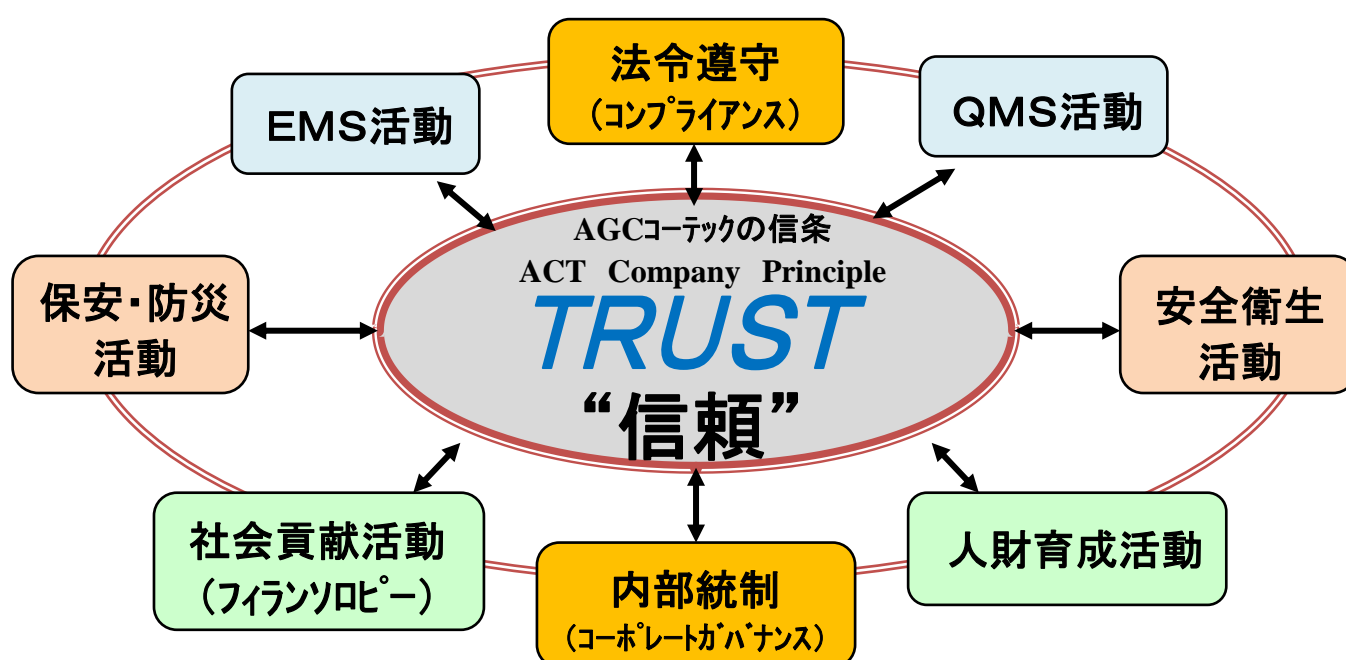 法令遵守
(コンプライアンス)
EMS活動
QMS活動
AGCコーテックの信条
ACT Company Principle
TRUST
“信頼”
保安・防災
活動
安全衛生
活動
社会貢献活動
(フィランソロピー)
人財育成活動
内部統制
(コーポレートガバナンス)